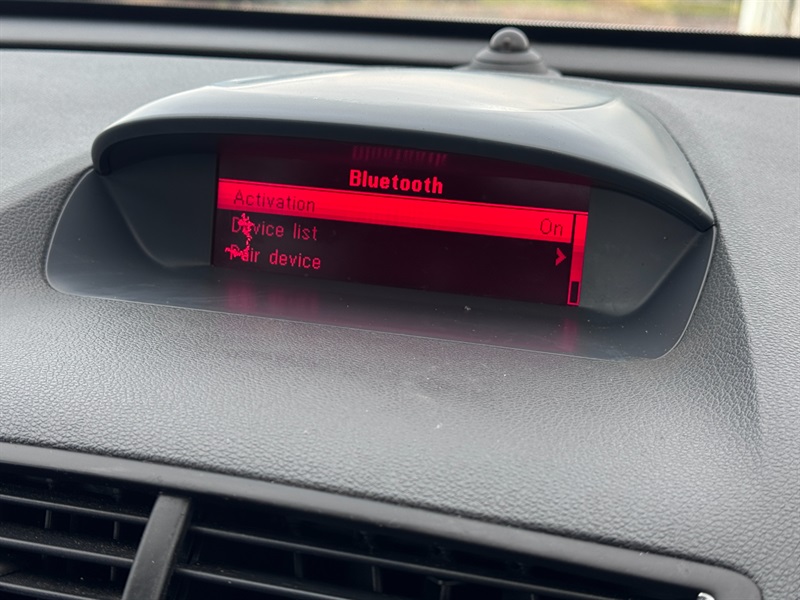 Bluetooth
Activation On
Device list
Pair device